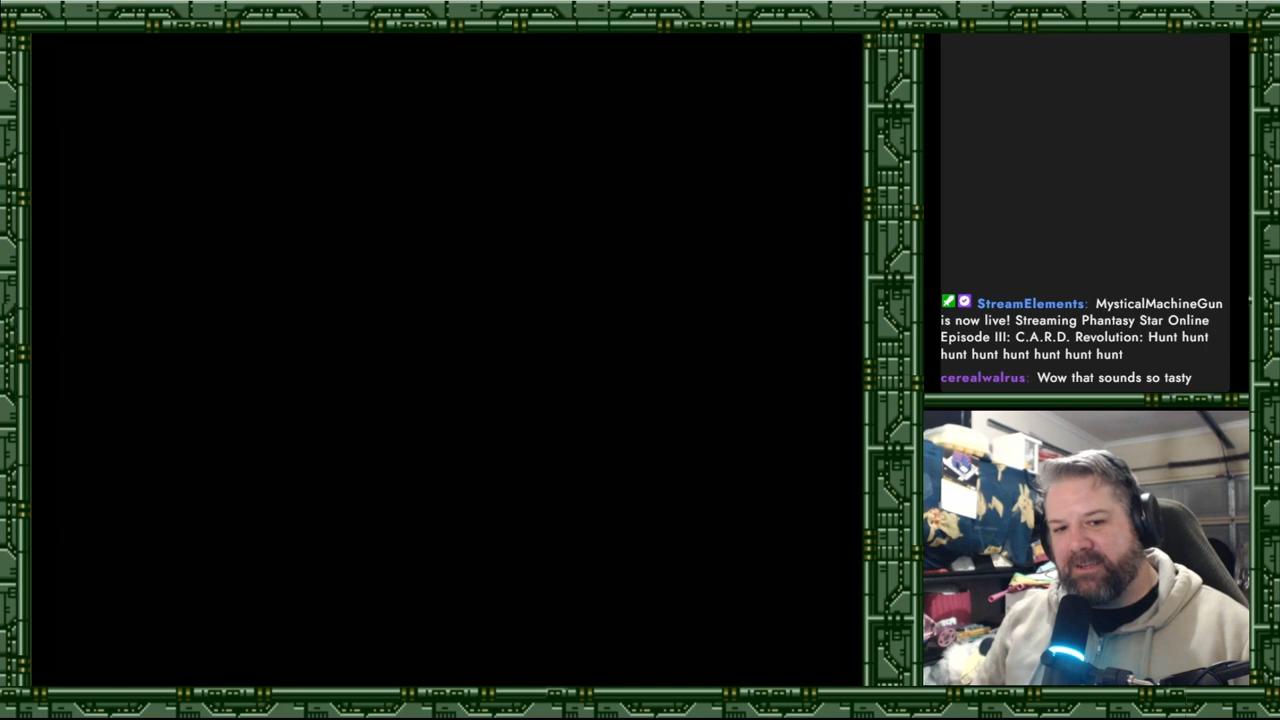 StreamElements: MysticalMachineGun
is now live! Streaming Phantasy Star Online
Episode III: C.A.R.D. Revolution: Hunt hunt
hunt hunt hunt hunt hunt hunt
cerealwalrus: Wow that sounds so tasty